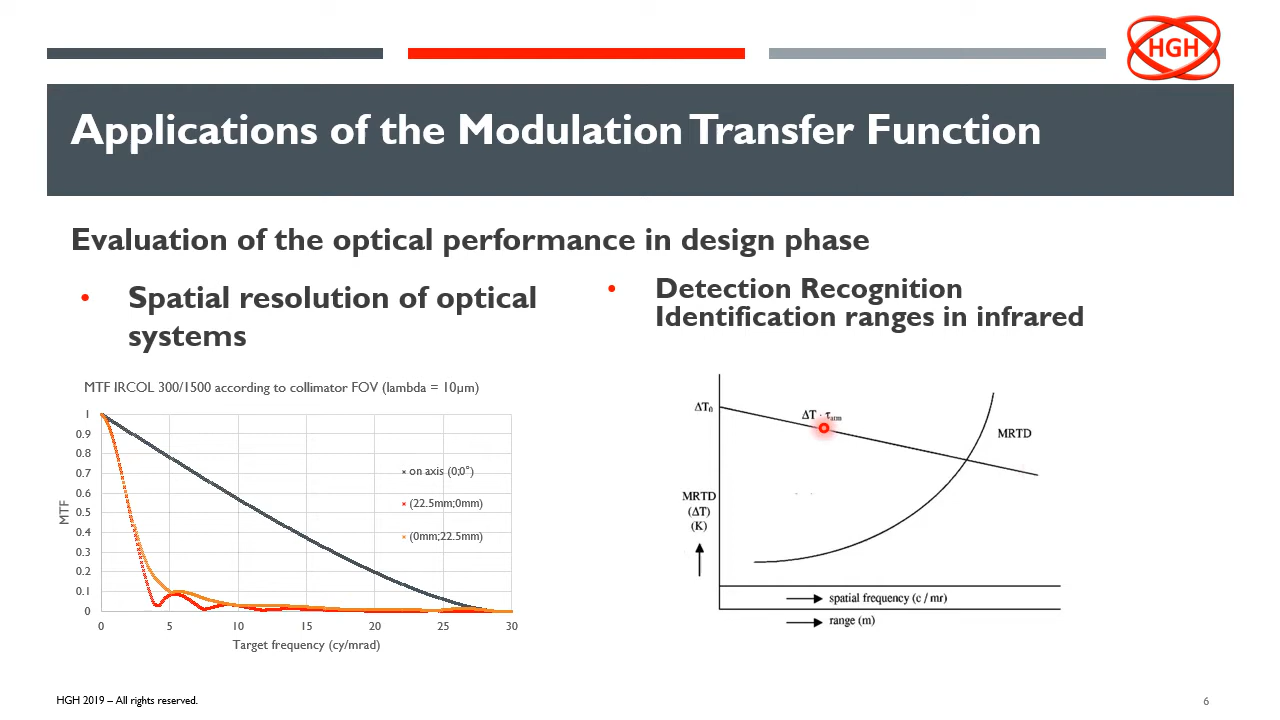 HGH
Applications of the Modulation Transfer Function
Evaluation of the optical performance in design phase
• Spatial resolution of optical
systems
• Detection Recognition
Identification ranges in infrared
MTF IRCOL 300/1500 according to collimator FOV (lambda = 10µm)
1
0.9
0.8
0.7
0.6
0.5
0.4
0.3
0.2
0.1
0
MTF
on axis (0;0°)
(22.5mm;0mm)
(0mm;22.5mm)
0 5 10 15 20 25 30
Target frequency (cy/mrad)
ΔT₀
ΔT · τatm
MRTD
MRTD
(ΔT)
(K)
spatial frequency (c / mr)
range (m)
HGH 2019 – All rights reserved.
6